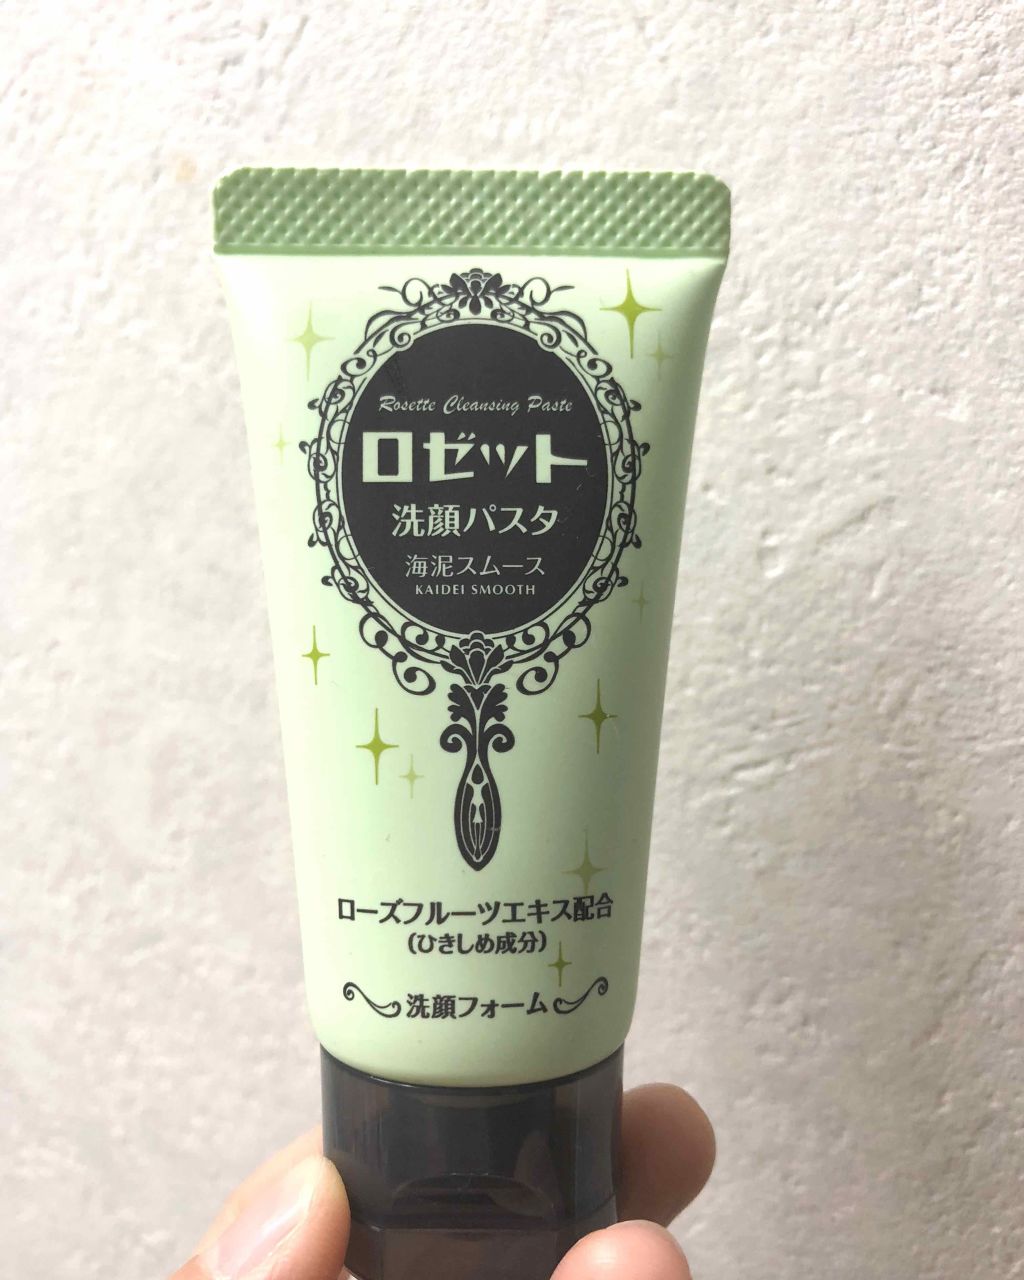 Rosette Cleansing Paste
ロゼット
洗顔パスタ
海泥スムース
KAIDEI SMOOTH
ローズフルーツエキス配合
(ひきしめ成分)
洗顔フォーム